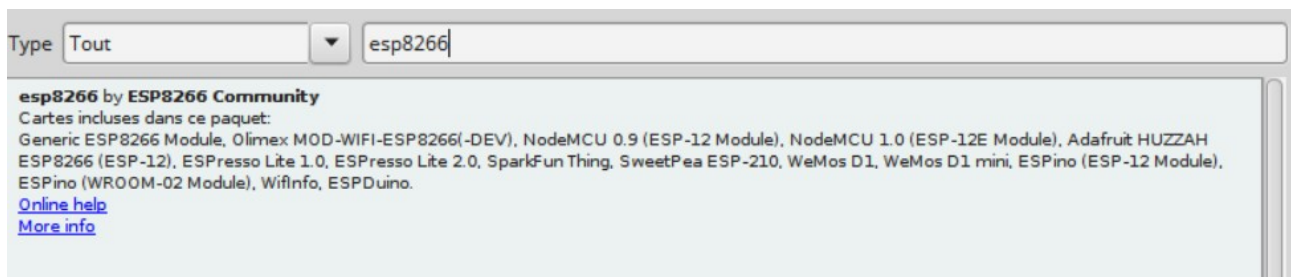 Type Tout esp8266
esp8266 by ESP8266 Community
Cartes incluses dans ce paquet:
Generic ESP8266 Module, Olimex MOD-WIFI-ESP8266(-DEV), NodeMCU 0.9 (ESP-12 Module), NodeMCU 1.0 (ESP-12E Module), Adafruit HUZZAH
ESP8266 (ESP-12), ESPresso Lite 1.0, ESPresso Lite 2.0, SparkFun Thing, SweetPea ESP-210, WeMos D1, WeMos D1 mini, ESPino (ESP-12 Module),
ESPino (WROOM-02 Module), WifInfo, ESPDuino.
Online help
More info